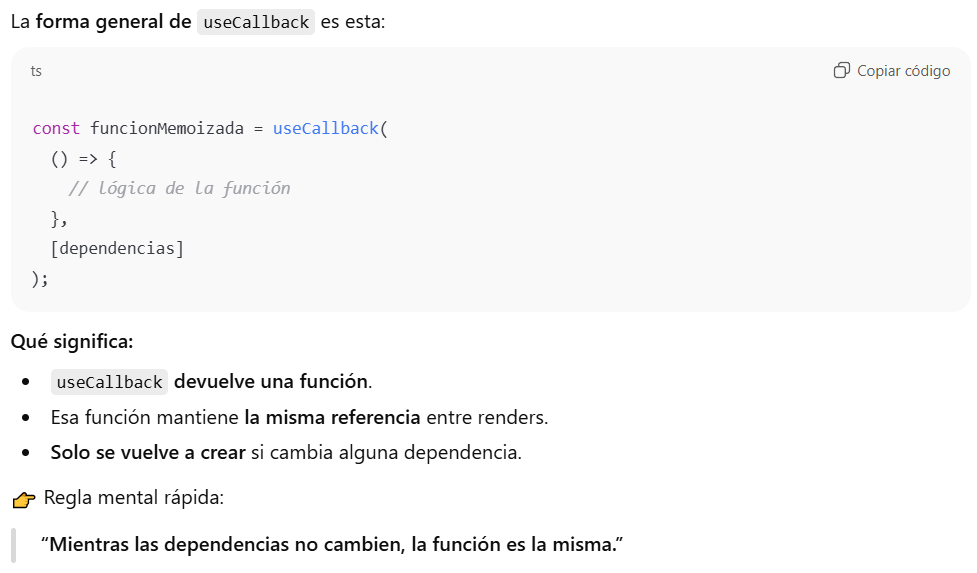 La forma general de useCallback es esta:
ts
Copiar código
const funcionMemoizada = useCallback(
() => {
// lógica de la función
},
[dependencias]
);
Qué significa:
useCallback devuelve una función.
Esa función mantiene la misma referencia entre renders.
Solo se vuelve a crear si cambia alguna dependencia.
👉 Regla mental rápida:
“Mientras las dependencias no cambien, la función es la misma.”